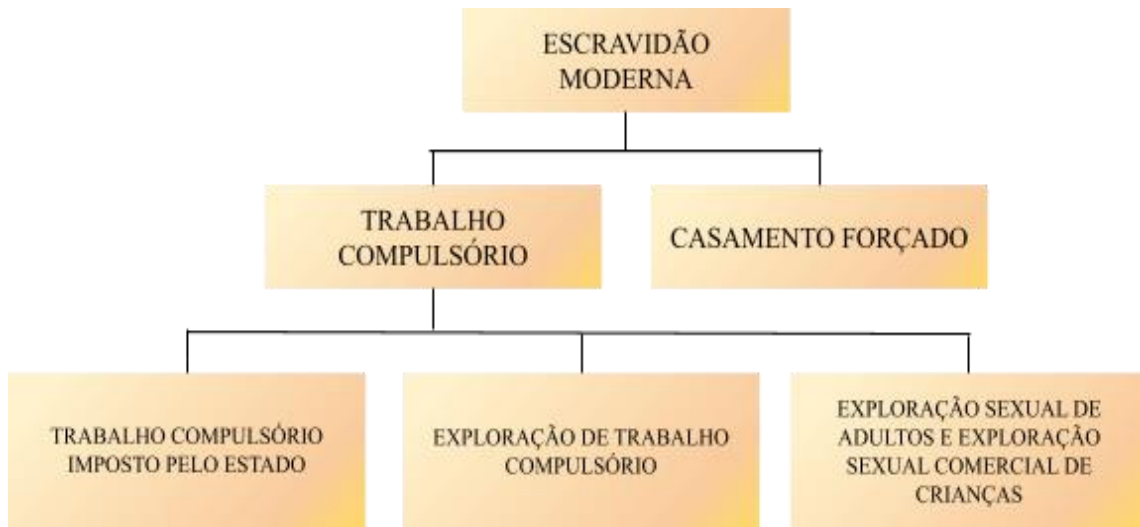 ESCRAVIDÃO
MODERNA
TRABALHO
COMPULSÓRIO
CASAMENTO FORÇADO
TRABALHO COMPULSÓRIO
IMPOSTO PELO ESTADO
EXPLORAÇÃO DE TRABALHO
COMPULSÓRIO
EXPLORAÇÃO SEXUAL DE
ADULTOS E EXPLORAÇÃO
SEXUAL COMERCIAL DE
CRIANÇAS